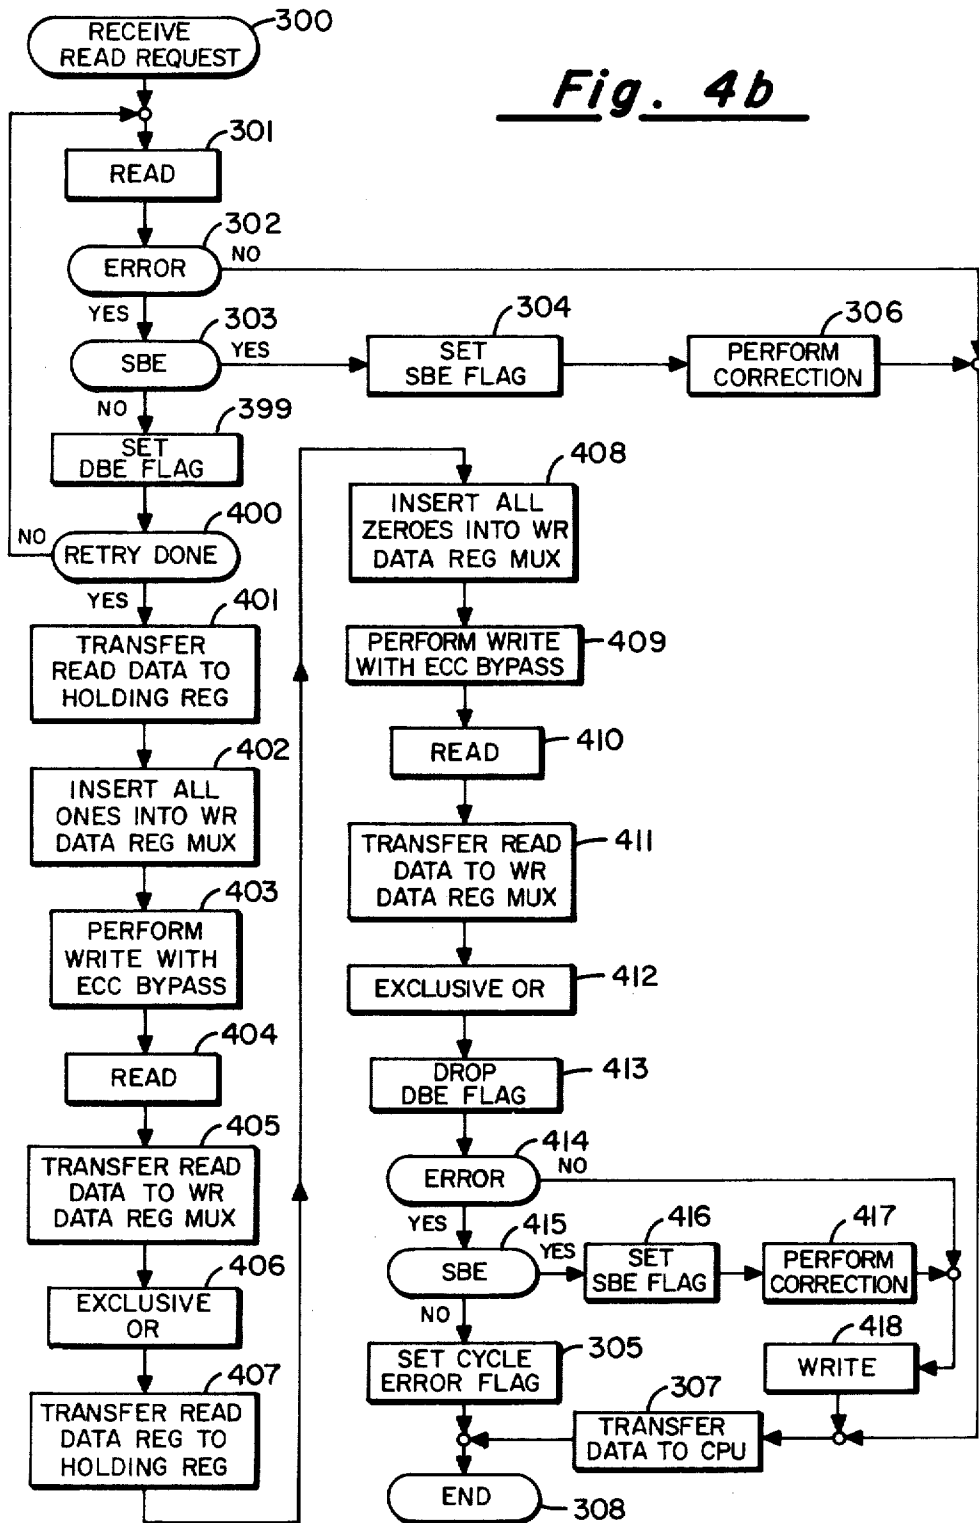 Fig. 4b
RECEIVE
READ REQUEST
300
READ
301
ERROR
302
NO
YES
SBE
303
YES
NO
SET
SBE FLAG
304
PERFORM
CORRECTION
306
SET
DBE FLAG
399
RETRY DONE
400
NO
YES
TRANSFER
READ DATA TO
HOLDING REG
401
INSERT ALL
ONES INTO WR
DATA REG MUX
402
PERFORM
WRITE WITH
ECC BYPASS
403
READ
404
TRANSFER READ
DATA TO WR
DATA REG MUX
405
EXCLUSIVE
OR
406
TRANSFER READ
DATA REG TO
HOLDING REG
407
INSERT ALL
ZEROES INTO WR
DATA REG MUX
408
PERFORM WRITE
WITH ECC BYPASS
409
READ
410
TRANSFER READ
DATA TO WR
DATA REG MUX
411
EXCLUSIVE OR
412
DROP
DBE FLAG
413
ERROR
414
NO
YES
SBE
415
YES
NO
SET
SBE FLAG
416
PERFORM
CORRECTION
417
WRITE
418
SET CYCLE
ERROR FLAG
305
TRANSFER
DATA TO CPU
307
END
308